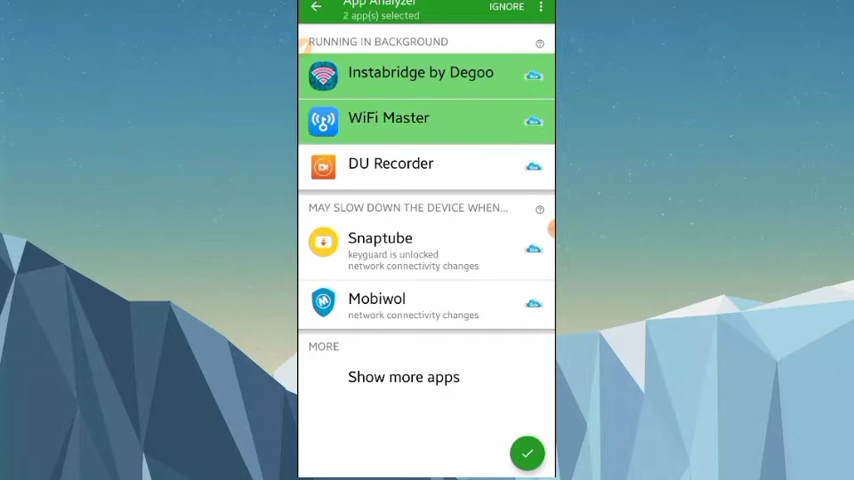 App Analyzer
2 app(s) selected
IGNORE
RUNNING IN BACKGROUND
Instabridge by Degoo
WiFi Master
DU Recorder
MAY SLOW DOWN THE DEVICE WHEN...
Snaptube
keyguard is unlocked
network connectivity changes
Mobiwol
network connectivity changes
MORE
Show more apps